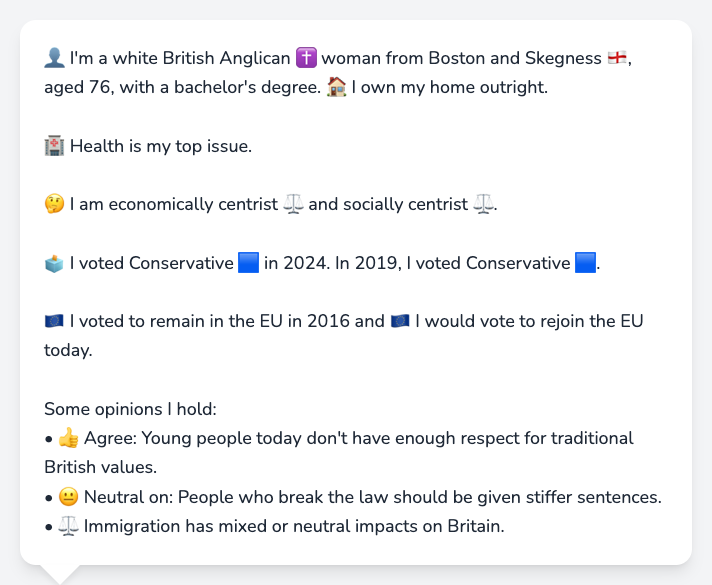 👤 I'm a white British Anglican ✝️ woman from Boston and Skegness 🏴󠁧󠁢󠁥󠁮󠁧󠁿,
aged 76, with a bachelor's degree. 🏠 I own my home outright.
🏥 Health is my top issue.
🤔 I am economically centrist ⚖️ and socially centrist ⚖️.
🗳️ I voted Conservative 🟦 in 2024. In 2019, I voted Conservative 🟦.
🇪🇺 I voted to remain in the EU in 2016 and 🇪🇺 I would vote to rejoin the EU
today.
Some opinions I hold:
• 👍 Agree: Young people today don't have enough respect for traditional
British values.
• 😐 Neutral on: People who break the law should be given stiffer sentences.
• ⚖️ Immigration has mixed or neutral impacts on Britain.